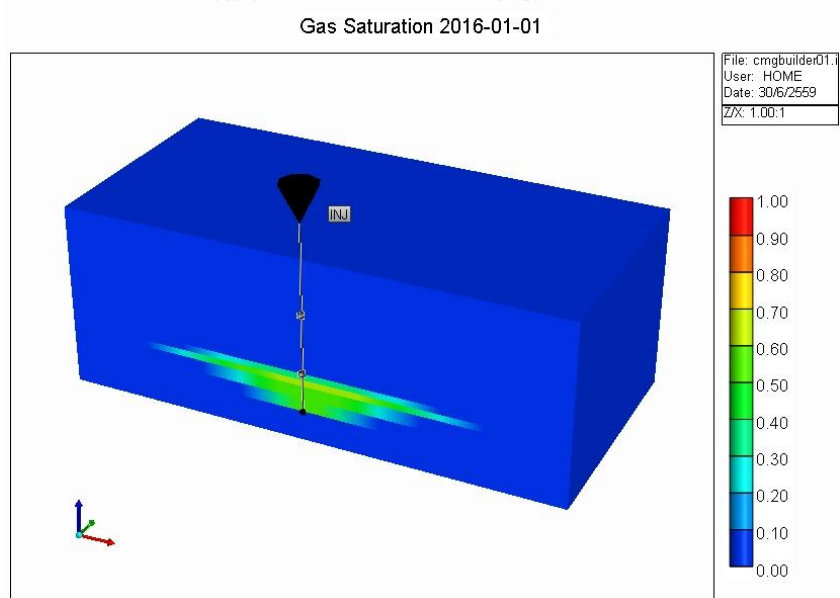 Gas Saturation 2016-01-01
File: cmgbuilder01.i
User: HOME
Date: 30/6/2559
Z/X: 1.00:1
INJ
1.00
0.90
0.80
0.70
0.60
0.50
0.40
0.30
0.20
0.10
0.00